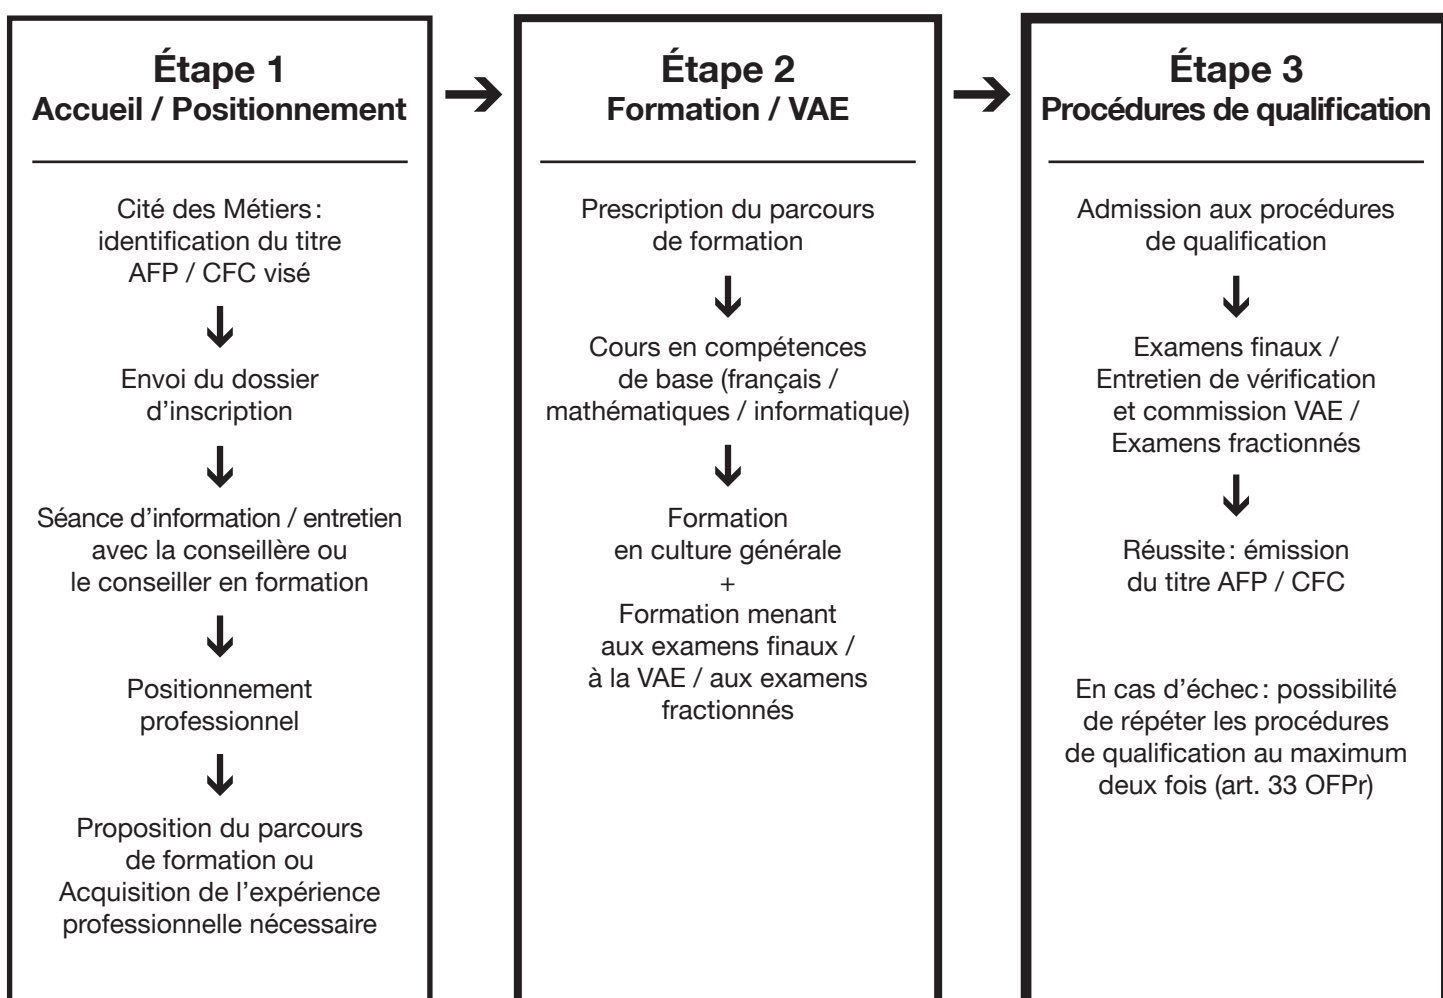 Étape 1
Accueil / Positionnement
Cité des Métiers :
identification du titre
AFP / CFC visé
Envoi du dossier
d’inscription
Séance d’information / entretien
avec la conseillère ou
le conseiller en formation
Positionnement
professionnel
Proposition du parcours
de formation ou
Acquisition de l’expérience
professionnelle nécessaire
Étape 2
Formation / VAE
Prescription du parcours
de formation
Cours en compétences
de base (français /
mathématiques / informatique)
Formation
en culture générale
+
Formation menant
aux examens finaux /
à la VAE / aux examens
fractionnés
Étape 3
Procédures de qualification
Admission aux procédures
de qualification
Examens finaux /
Entretien de vérification
et commission VAE /
Examens fractionnés
Réussite : émission
du titre AFP / CFC
En cas d’échec : possibilité
de répéter les procédures
de qualification au maximum
deux fois (art. 33 OFPr)